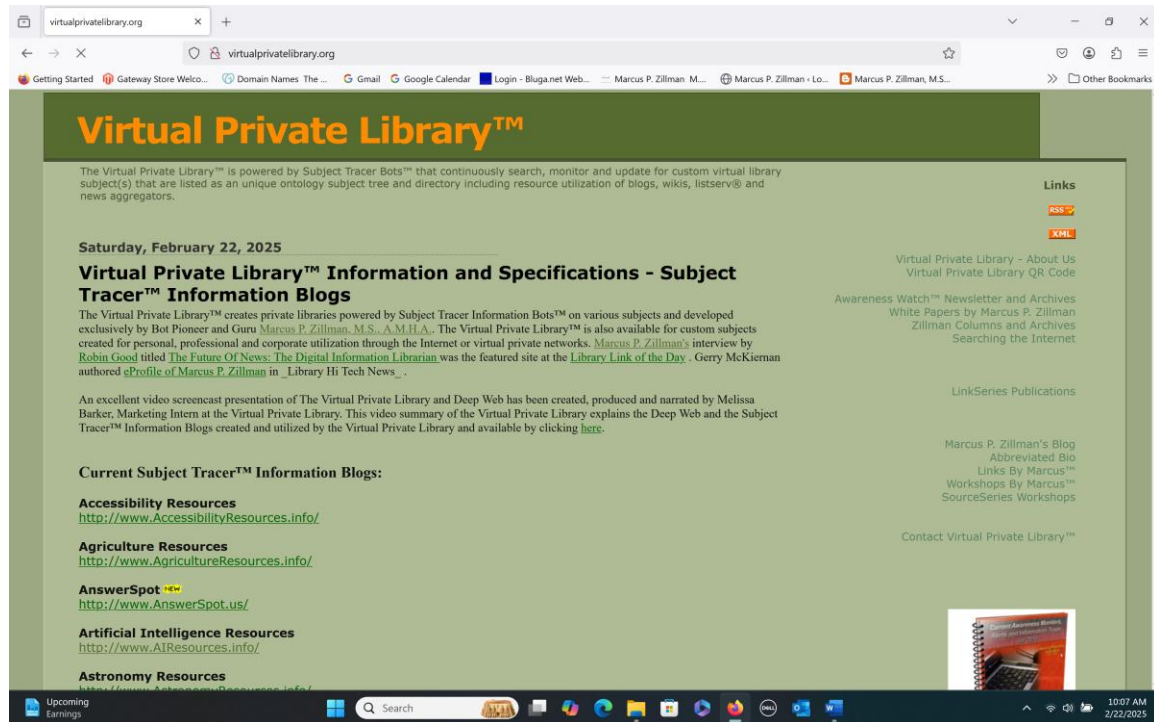 virtualprivatelibrary.org
virtualprivatelibrary.org
Getting Started
Gateway Store Welco...
Domain Names The ...
Gmail
Google Calendar
Login - Bluga.net Web...
Marcus P. Zillman M...
Marcus P. Zillman ‹ Lo...
Marcus P. Zillman, M.S...
Other Bookmarks
Virtual Private Library™
The Virtual Private Library™ is powered by Subject Tracer Bots™ that continuously search, monitor and update for custom virtual library
subject(s) that are listed as an unique ontology subject tree and directory including resource utilization of blogs, wikis, listserv® and
news aggregators.
Saturday, February 22, 2025
Virtual Private Library™ Information and Specifications - Subject
Tracer™ Information Blogs
The Virtual Private Library™ creates private libraries powered by Subject Tracer Information Bots™ on various subjects and developed
exclusively by Bot Pioneer and Guru Marcus P. Zillman, M.S., A.M.H.A.. The Virtual Private Library™ is also available for custom subjects
created for personal, professional and corporate utilization through the Internet or virtual private networks. Marcus P. Zillman's interview by
Robin Good titled The Future Of News: The Digital Information Librarian was the featured site at the Library Link of the Day . Gerry McKiernan
authored eProfile of Marcus P. Zillman in _Library Hi Tech News_ .
An excellent video screencast presentation of The Virtual Private Library and Deep Web has been created, produced and narrated by Melissa
Barker, Marketing Intern at the Virtual Private Library. This video summary of the Virtual Private Library explains the Deep Web and the Subject
Tracer™ Information Blogs created and utilized by the Virtual Private Library and available by clicking here.
Current Subject Tracer™ Information Blogs:
Accessibility Resources
http://www.AccessibilityResources.info/
Agriculture Resources
http://www.AgricultureResources.info/
AnswerSpot NEW
http://www.AnswerSpot.us/
Artificial Intelligence Resources
http://www.AIResources.info/
Astronomy Resources
http://www.AstronomyResources.info/
Links
RSS
XML
Virtual Private Library - About Us
Virtual Private Library QR Code
Awareness Watch™ Newsletter and Archives
White Papers by Marcus P. Zillman
Zillman Columns and Archives
Searching the Internet
LinkSeries Publications
Marcus P. Zillman's Blog
Abbreviated Bio
Links By Marcus™
Workshops By Marcus™
SourceSeries Workshops
Contact Virtual Private Library™
Upcoming
Earnings
Search
DELL
10:07 AM
2/22/2025